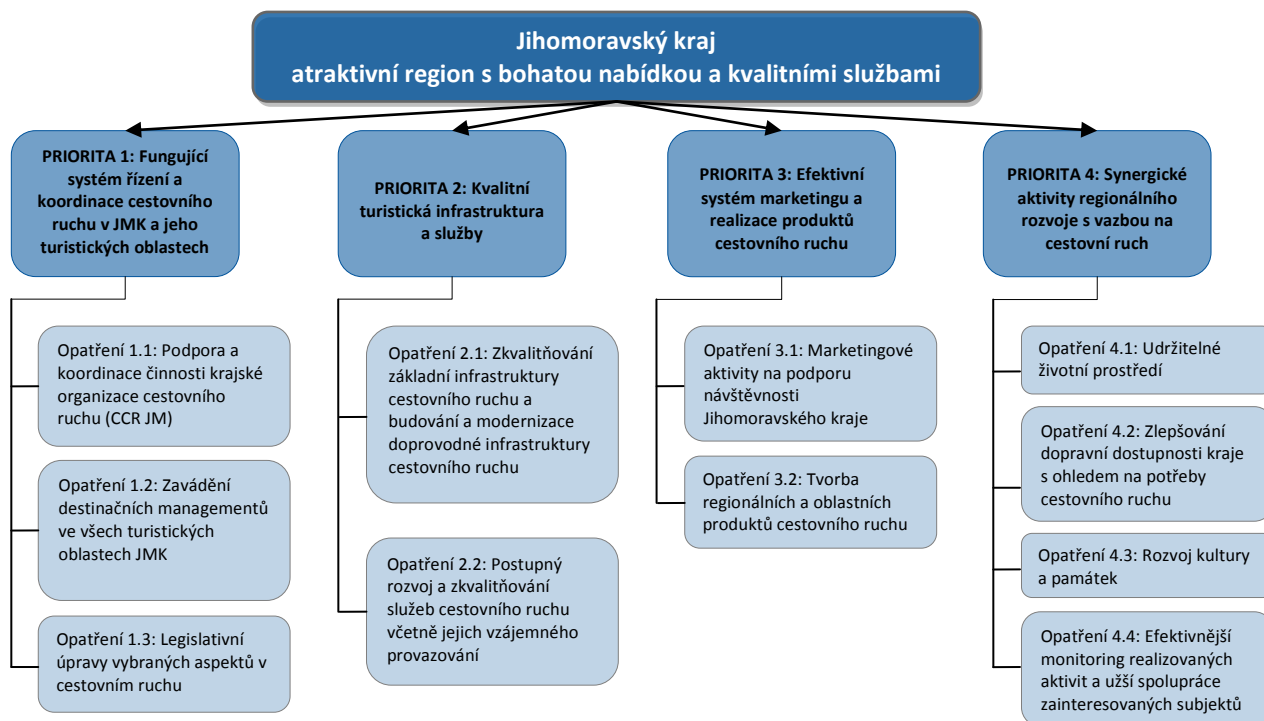 Jihomoravský kraj
atraktivní region s bohatou nabídkou a kvalitními službami
PRIORITA 1: Fungující
systém řízení a
koordinace cestovního
ruchu v JMK a jeho
turistických oblastech
Opatření 1.1: Podpora a
koordinace činnosti krajské
organizace cestovního
ruchu (CCR JM)
Opatření 1.2: Zavádění
destinačních managementů
ve všech turistických
oblastech JMK
Opatření 1.3: Legislativní
úpravy vybraných aspektů v
cestovním ruchu
PRIORITA 2: Kvalitní
turistická infrastruktura
a služby
Opatření 2.1: Zkvalitňování
základní infrastruktury
cestovního ruchu a
budování a modernizace
doprovodné infrastruktury
cestovního ruchu
Opatření 2.2: Postupný
rozvoj a zkvalitňování
služeb cestovního ruchu
včetně jejich vzájemného
provazování
PRIORITA 3: Efektivní
systém marketingu a
realizace produktů
cestovního ruchu
Opatření 3.1: Marketingové
aktivity na podporu
návštěvnosti
Jihomoravského kraje
Opatření 3.2: Tvorba
regionálních a oblastních
produktů cestovního ruchu
PRIORITA 4: Synergické
aktivity regionálního
rozvoje s vazbou na
cestovní ruch
Opatření 4.1: Udržitelné
životní prostředí
Opatření 4.2: Zlepšování
dopravní dostupnosti kraje
s ohledem na potřeby
cestovního ruchu
Opatření 4.3: Rozvoj kultury
a památek
Opatření 4.4: Efektivnější
monitoring realizovaných
aktivit a užší spolupráce
zainteresovaných subjektů